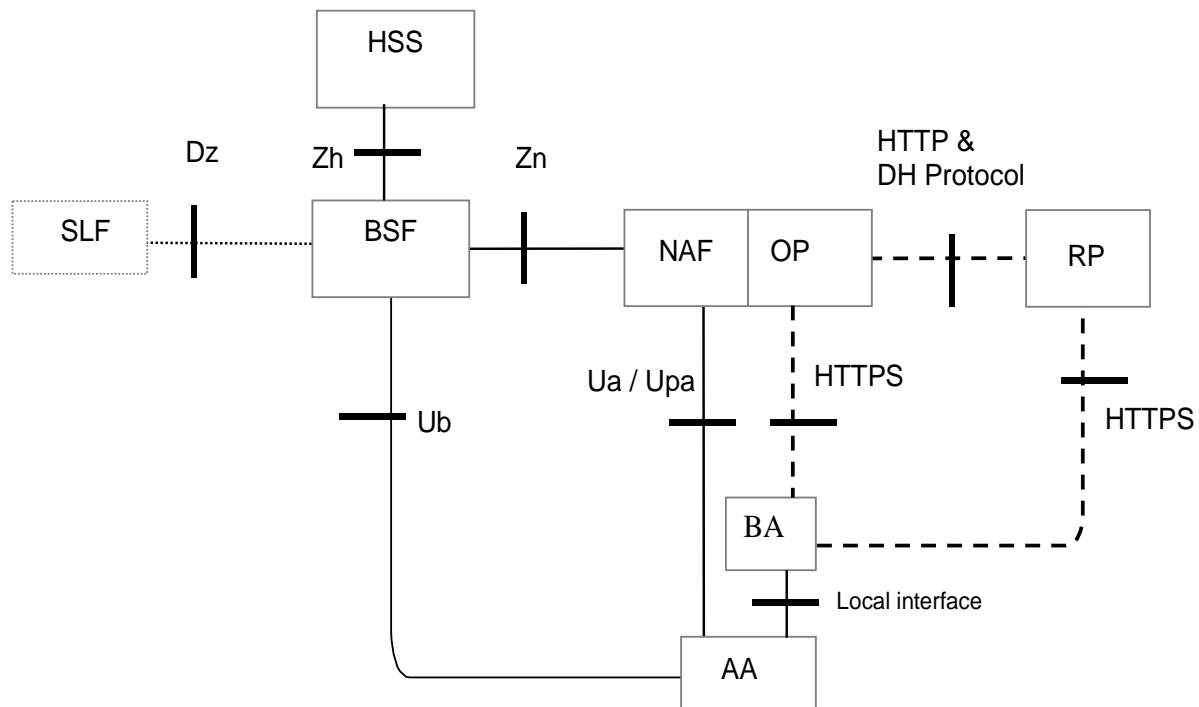 HSS
HTTP &
DH Protocol
Dz
Zh
Zn
SLF
BSF
NAF
OP
RP
Ua / Upa
HTTPS
HTTPS
Ub
BA
Local interface
AA